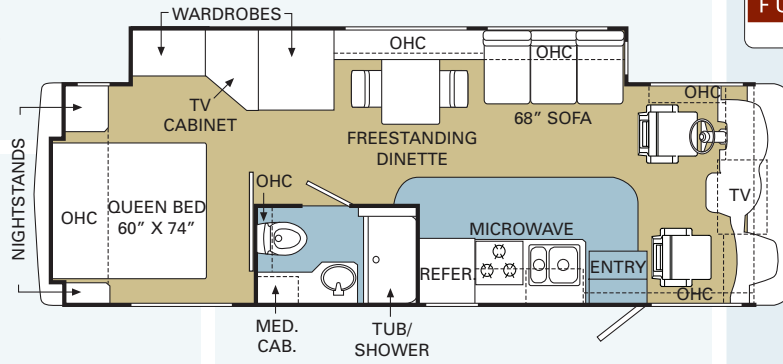 WARDROBES
F U
OHC
OHC
OHC
TV
CABINET
68" SOFA
FREESTANDING
DINETTE
NIGHTSTANDS
OHC
TV
OHC
QUEEN BED
60" X 74"
MICROWAVE
REFER.
ENTRY
OHC
MED.
CAB.
TUB/
SHOWER